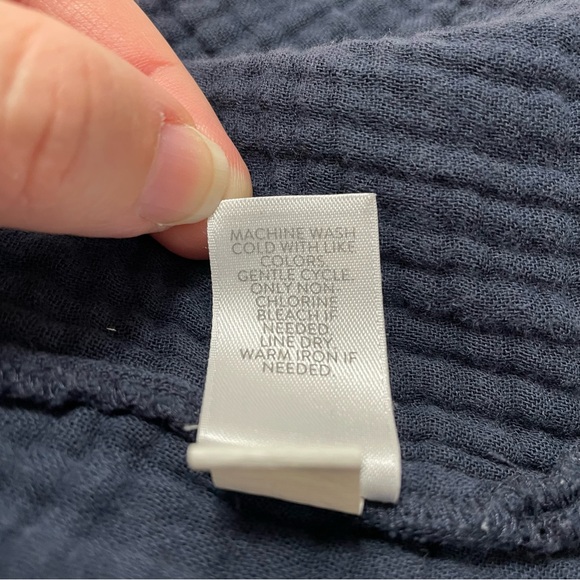 MACHINE WASH
COLD WITH LIKE
COLORS.
GENTLE CYCLE.
ONLY NON-
CHLORINE
BLEACH IF
NEEDED.
LINE DRY.
WARM IRON IF
NEEDED.